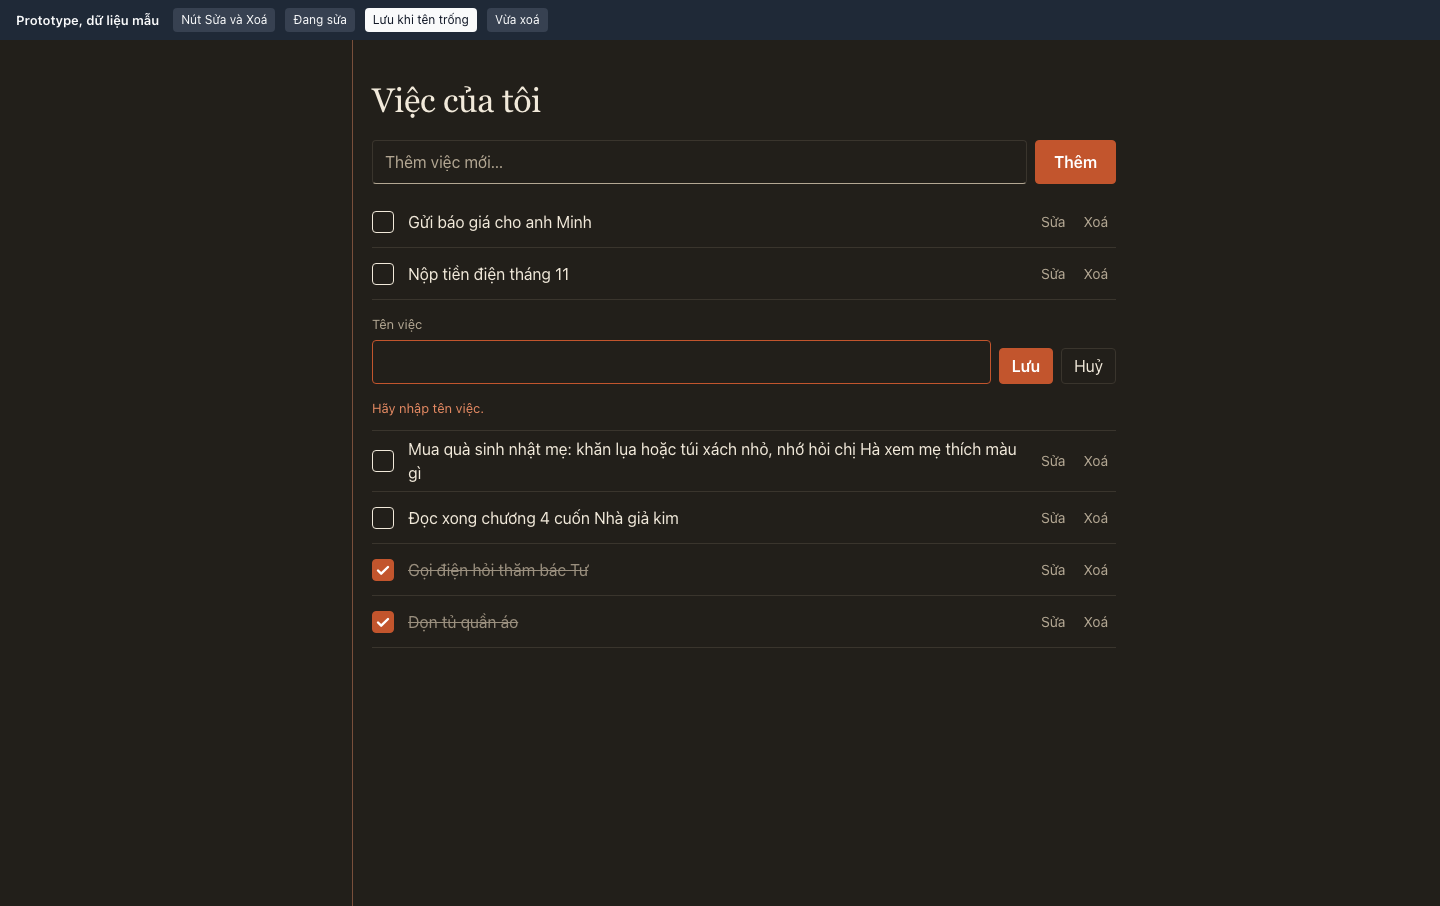 Prototype, dữ liệu mẫu Nút Sửa và Xoá Đang sửa Lưu khi tên trống Vừa xoá
Việc của tôi
Thêm việc mới... Thêm
Gửi báo giá cho anh Minh Sửa Xoá
Nộp tiền điện tháng 11 Sửa Xoá
Tên việc
Lưu Huỷ
Hãy nhập tên việc.
Mua quà sinh nhật mẹ: khăn lụa hoặc túi xách nhỏ, nhớ hỏi chị Hà xem mẹ thích màu
gì Sửa Xoá
Đọc xong chương 4 cuốn Nhà giả kim Sửa Xoá
Gọi điện hỏi thăm bác Tư Sửa Xoá
Dọn tủ quần áo Sửa Xoá